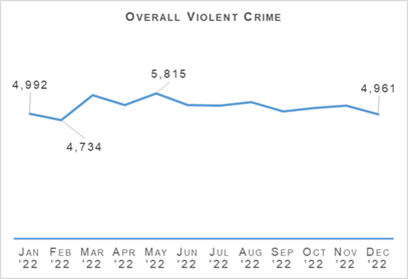 OVERALL VIOLENT CRIME
5,815
4,992
4,961
4,734
JAN FEB MAR APR MAY JUN JUL AUG SEP OCT NOV DEC
'22 '22 '22 '22 '22 '22 '22 '22 '22 '22 '22 '22